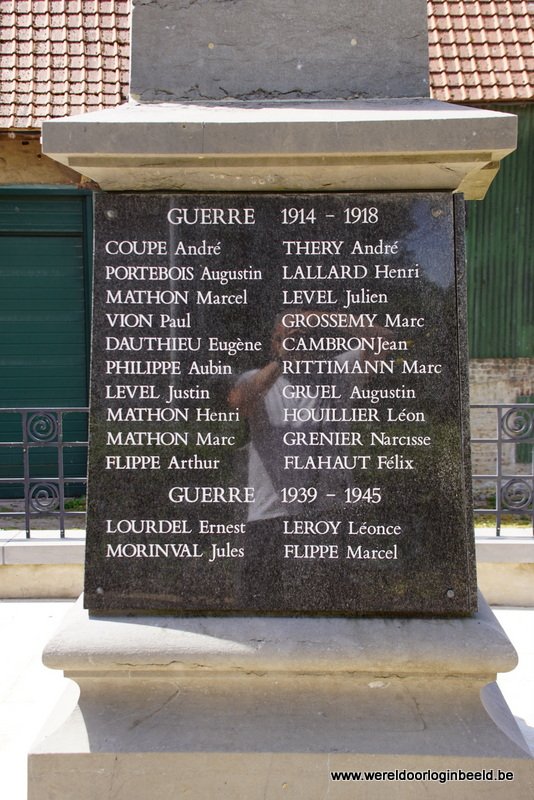 GUERRE 1914 - 1918
COUPE André THERY André
PORTEBOIS Augustin LALLARD Henri
MATHON Marcel LEVEL Julien
VION Paul GROSSEMY Marc
DAUTHIEU Eugène CAMBRON Jean
PHILIPPE Aubin RITTIMANN Marc
LEVEL Justin GRUEL Augustin
MATHON Henri HOUILLIER Léon
MATHON Marc GRENIER Narcisse
FLIPPE Arthur FLAHAUT Félix
GUERRE 1939 - 1945
LOURDEL Ernest LEROY Léonce
MORINVAL Jules FLIPPE Marcel
www.wereldoorloginbeeld.be